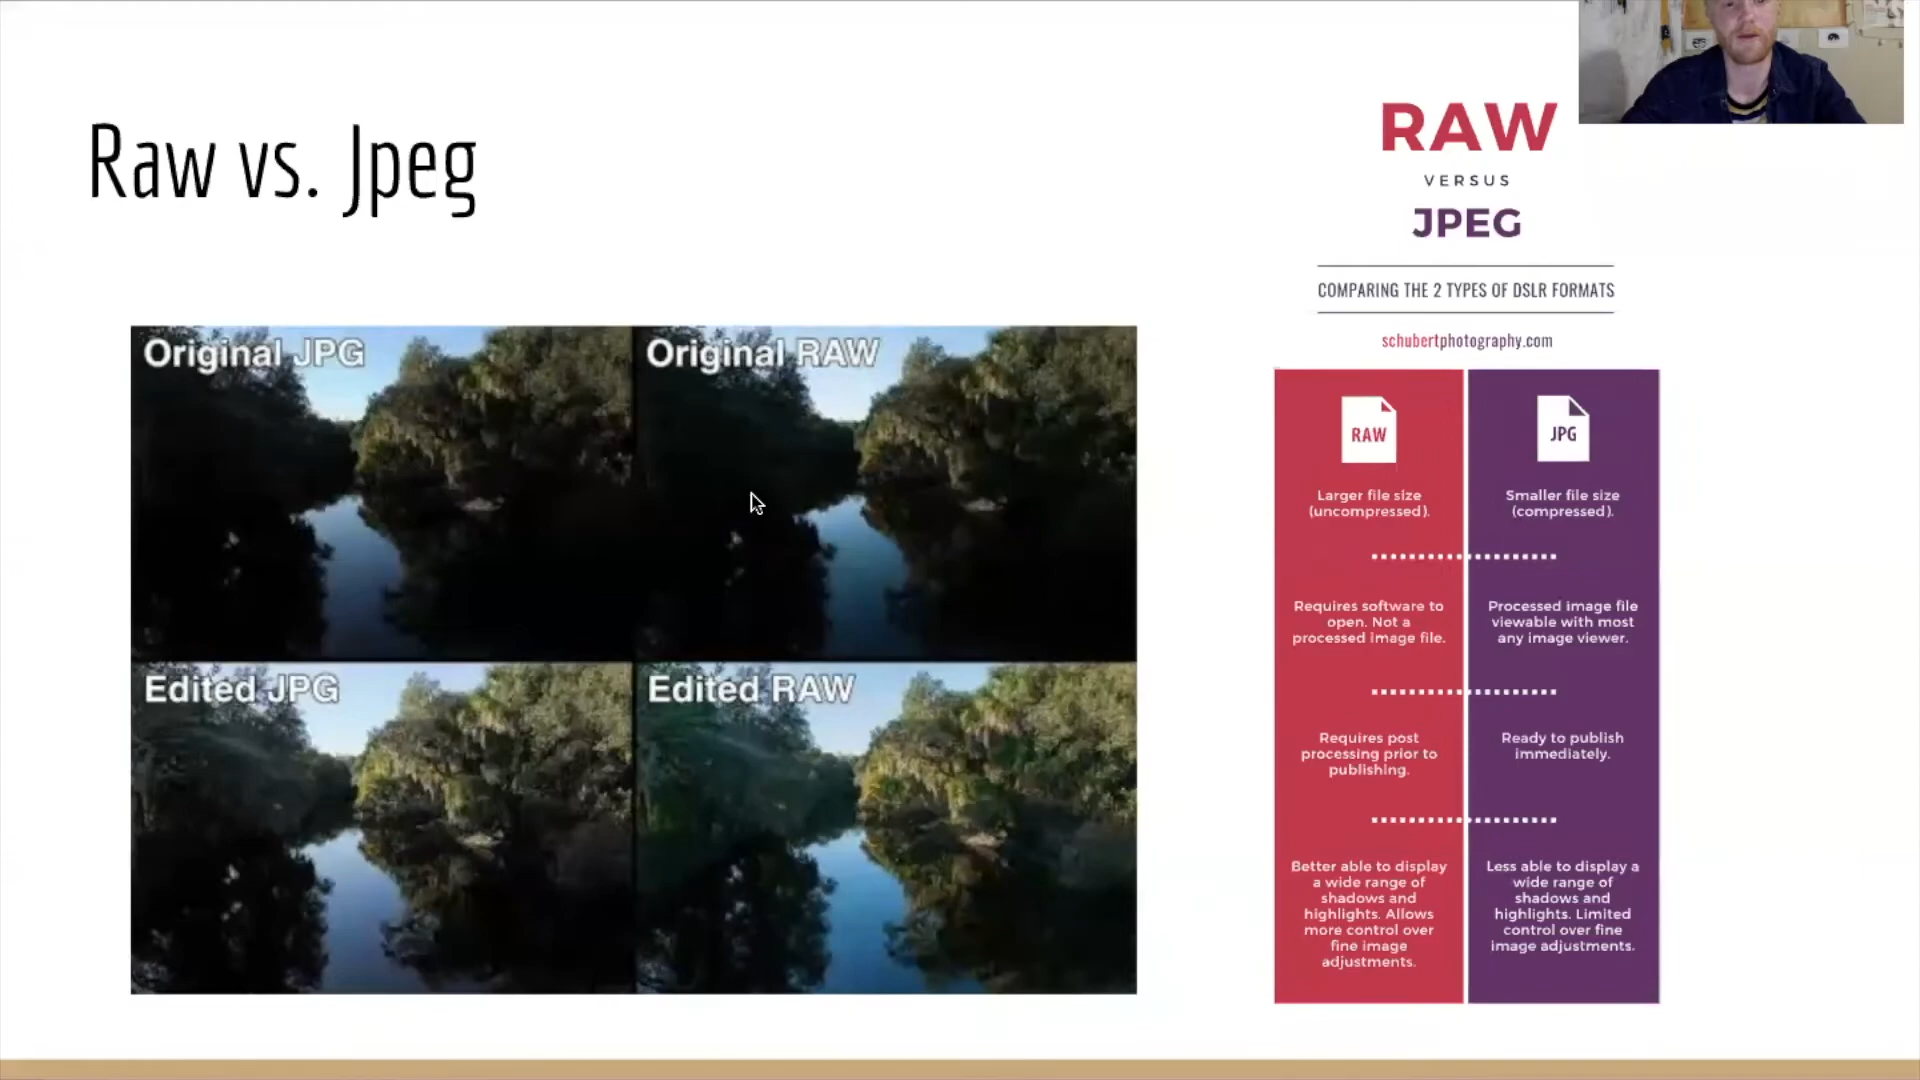 Raw vs. Jpeg
Original JPG
Original RAW
Edited JPG
Edited RAW
RAW
VERSUS
JPEG
COMPARING THE 2 TYPES OF DSLR FORMATS
schubertphotography.com
RAW
Larger file size
(uncompressed).
Requires software to
open. Not a
processed image file.
Requires post
processing prior to
publishing.
Better able to display
a wide range of
shadows and
highlights. Allows
more control over
fine image
adjustments.
JPG
Smaller file size
(compressed).
Processed image file
viewable with most
any image viewer.
Ready to publish
immediately.
Less able to display a
wide range of
shadows and
highlights. Limited
control over fine
image adjustments.